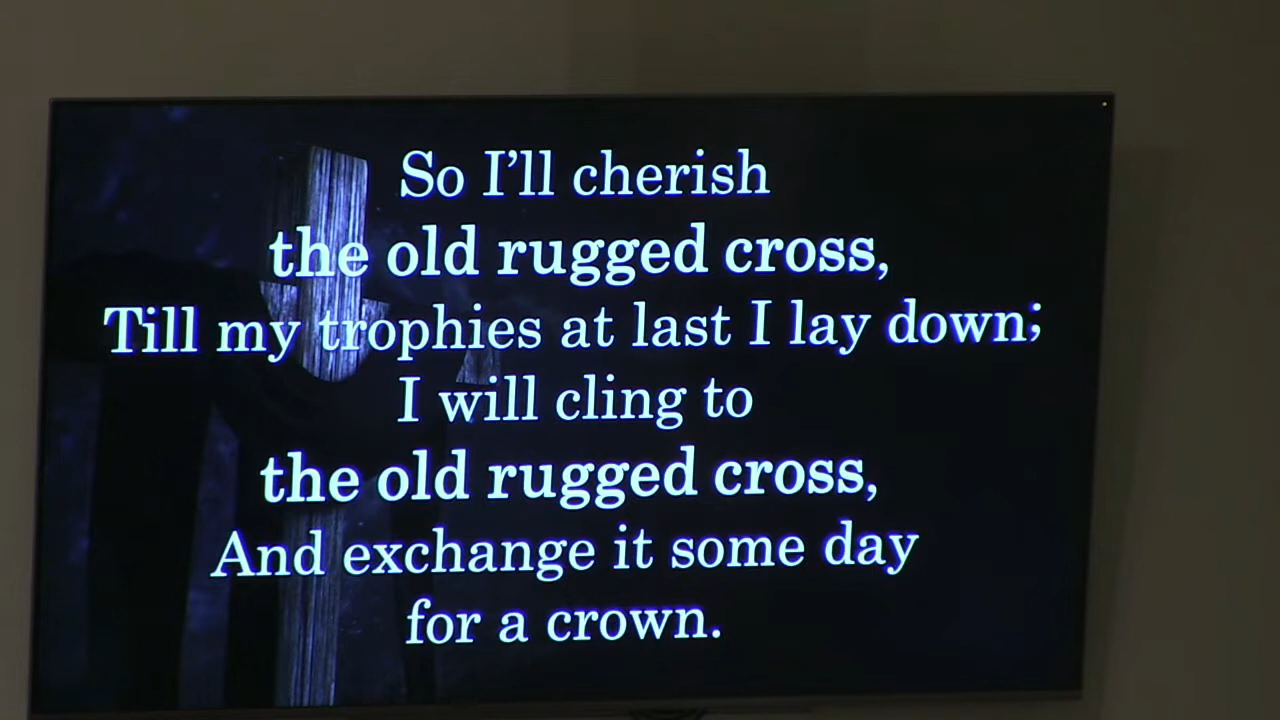 So I’ll cherish
the old rugged cross,
Till my trophies at last I lay down;
I will cling to
the old rugged cross,
And exchange it some day
for a crown.